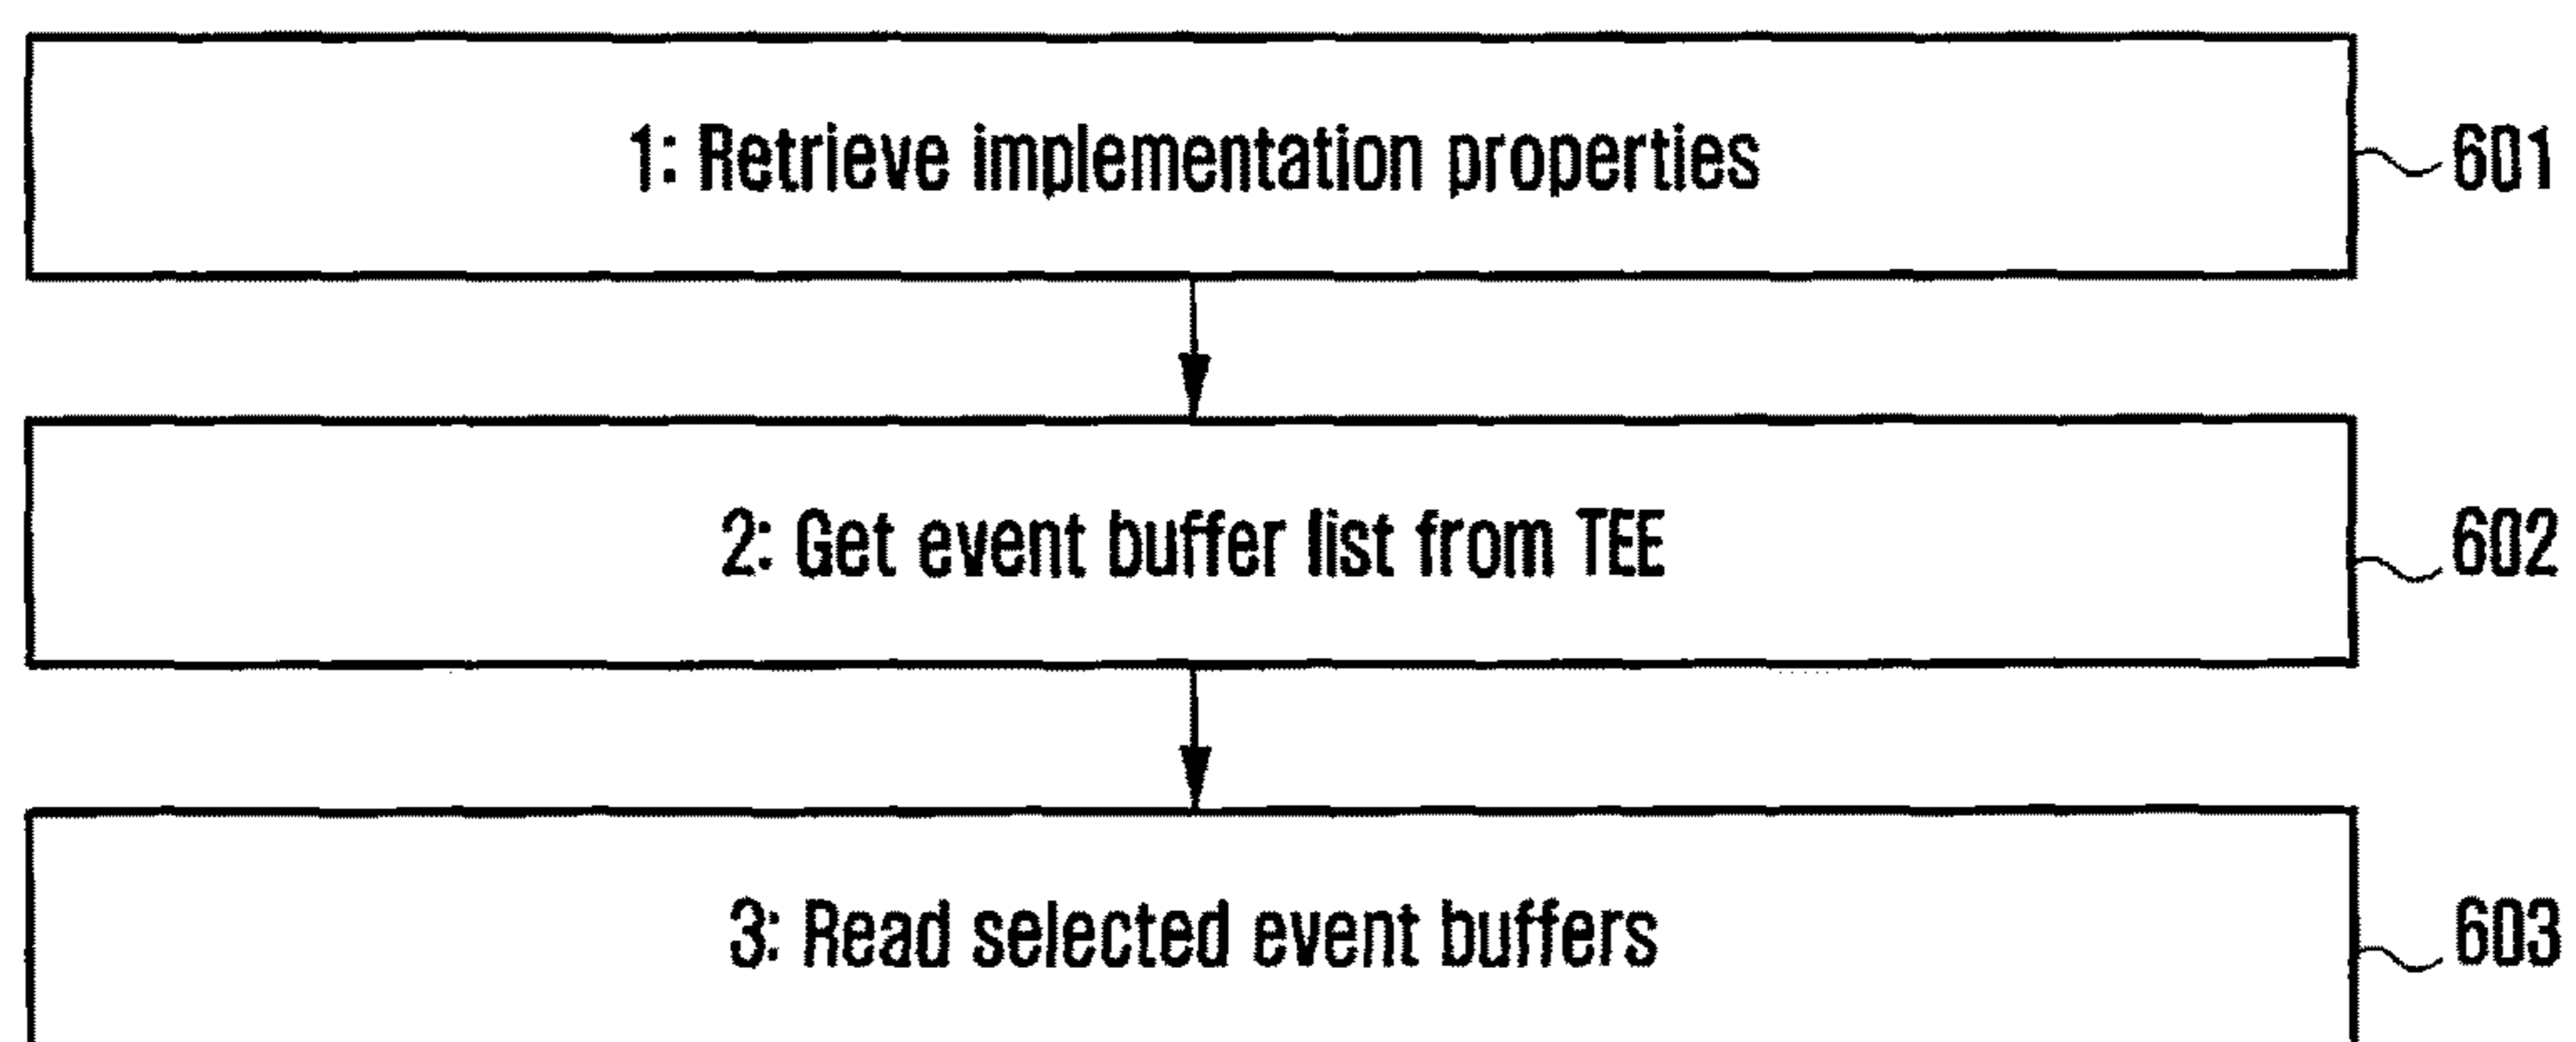 1: Retrieve implementation properties 601
2: Get event buffer list from TEE 602
3: Read selected event buffers 603